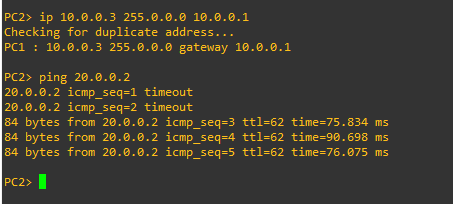 PC2> ip 10.0.0.3 255.0.0.0 10.0.0.1
Checking for duplicate address...
PC1 : 10.0.0.3 255.0.0.0 gateway 10.0.0.1
PC2> ping 20.0.0.2
20.0.0.2 icmp_seq=1 timeout
20.0.0.2 icmp_seq=2 timeout
84 bytes from 20.0.0.2 icmp_seq=3 ttl=62 time=75.834 ms
84 bytes from 20.0.0.2 icmp_seq=4 ttl=62 time=90.698 ms
84 bytes from 20.0.0.2 icmp_seq=5 ttl=62 time=76.075 ms
PC2>